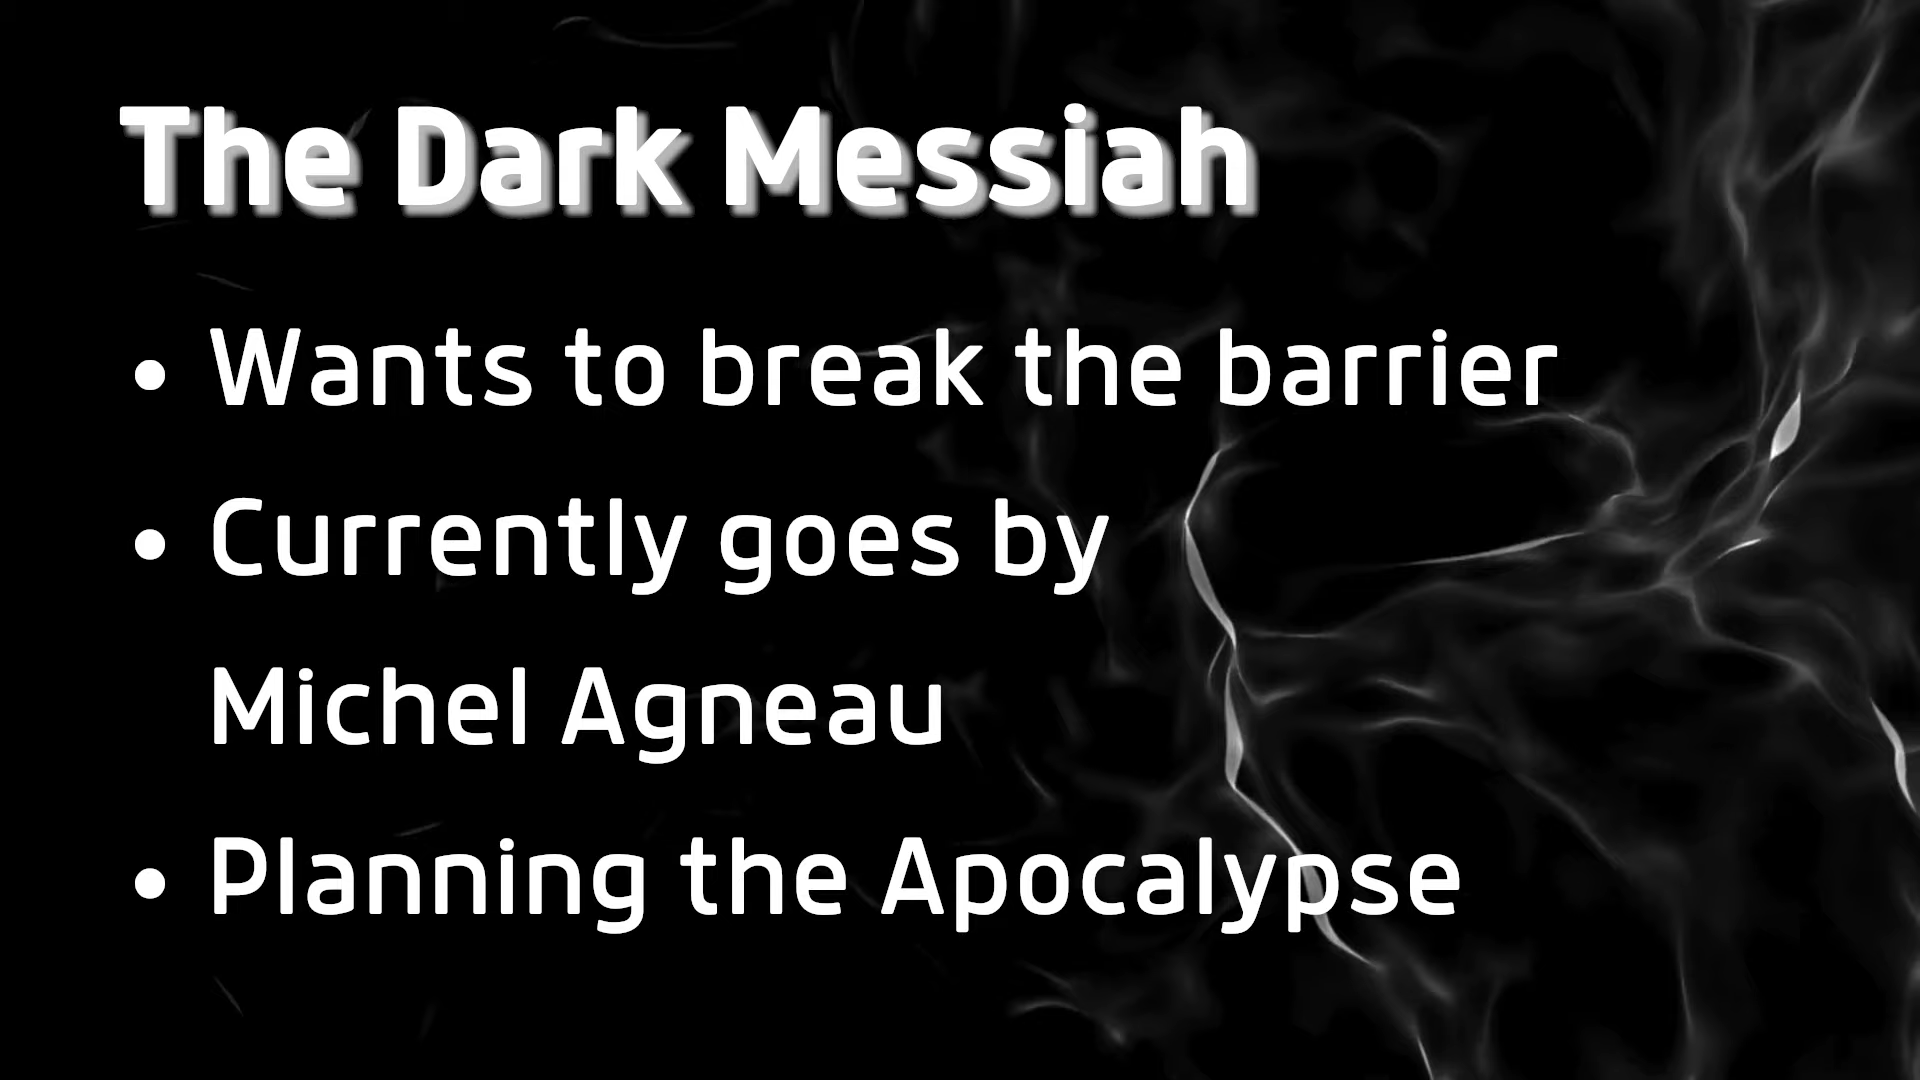 The Dark Messiah
• Wants to break the barrier
• Currently goes by
Michel Agneau
• Planning the Apocalypse